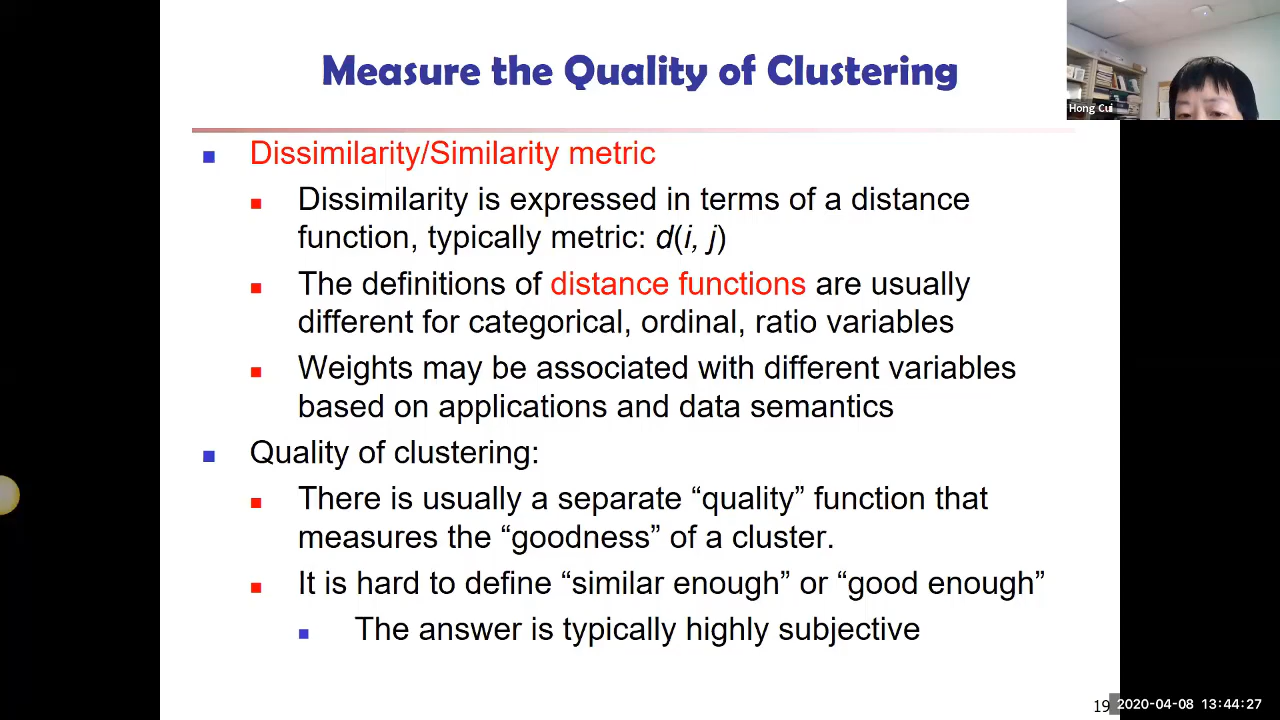 Measure the Quality of Clustering
Hong Cui
Dissimilarity/Similarity metric
Dissimilarity is expressed in terms of a distance
function, typically metric: d(i, j)
The definitions of distance functions are usually
different for categorical, ordinal, ratio variables
Weights may be associated with different variables
based on applications and data semantics
Quality of clustering:
There is usually a separate “quality” function that
measures the “goodness” of a cluster.
It is hard to define “similar enough” or “good enough”
The answer is typically highly subjective
19
2020-04-08 13:44:27